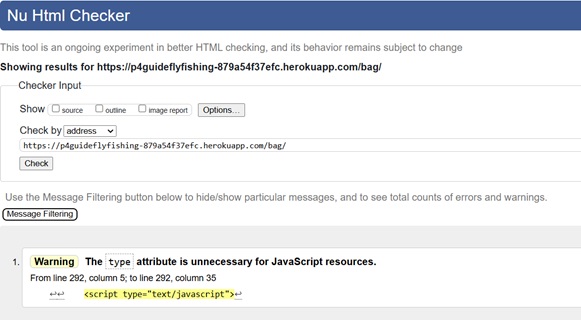 Nu Html Checker
This tool is an ongoing experiment in better HTML checking, and its behavior remains subject to change
Showing results for https://p4guideflyfishing-879a54f37efc.herokuapp.com/bag/
Checker Input
Show source outline image report Options...
Check by address
https://p4guideflyfishing-879a54f37efc.herokuapp.com/bag/
Check
Use the Message Filtering button below to hide/show particular messages, and to see total counts of errors and warnings.
Message Filtering
1. Warning The type attribute is unnecessary for JavaScript resources.
From line 292, column 5; to line 292, column 35
↩↩ <script type="text/javascript">↩